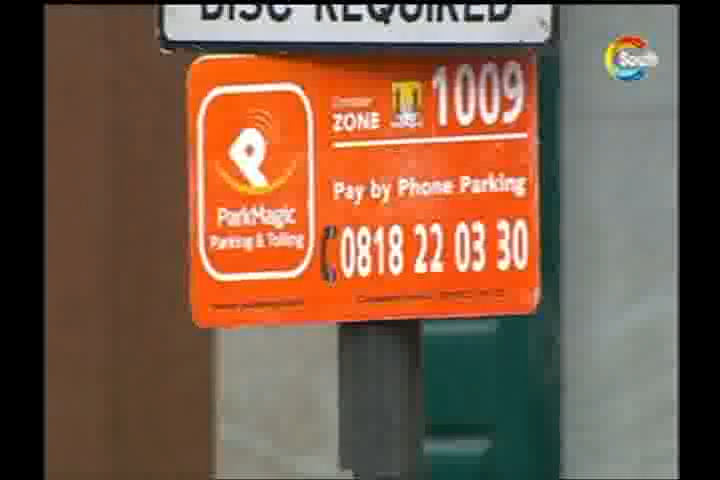 DISC REQUIRED
ZONE 1009
Pay by Phone Parking
ParkMagic
Parking & Tolling
0818 22 03 30
South